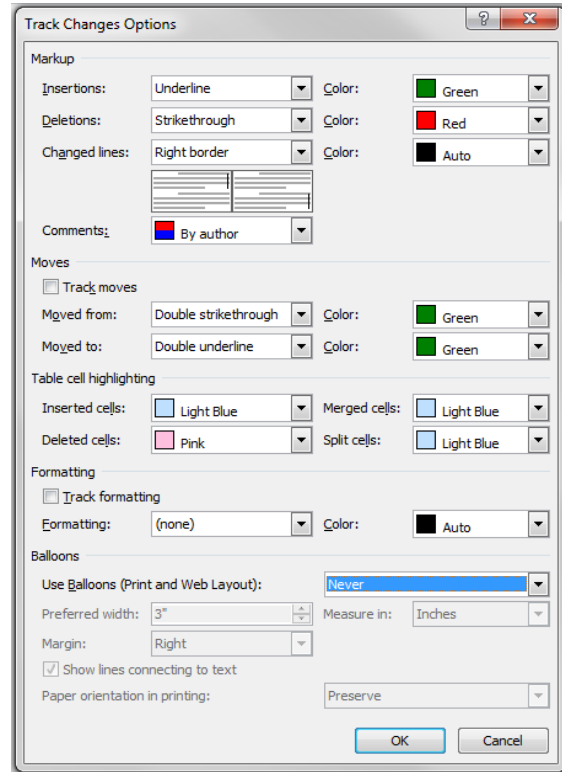 Track Changes Options
Markup
Insertions: Underline Color: Green
Deletions: Strikethrough Color: Red
Changed lines: Right border Color: Auto
Comments: By author
Moves
Track moves
Moved from: Double strikethrough Color: Green
Moved to: Double underline Color: Green
Table cell highlighting
Inserted cells: Light Blue Merged cells: Light Blue
Deleted cells: Pink Split cells: Light Blue
Formatting
Track formatting
Formatting: (none) Color: Auto
Balloons
Use Balloons (Print and Web Layout): Never
Preferred width: 3" Measure in: Inches
Margin: Right
Show lines connecting to text
Paper orientation in printing: Preserve
OK Cancel